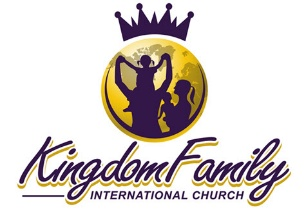 Kingdom Family
INTERNATIONAL CHURCH